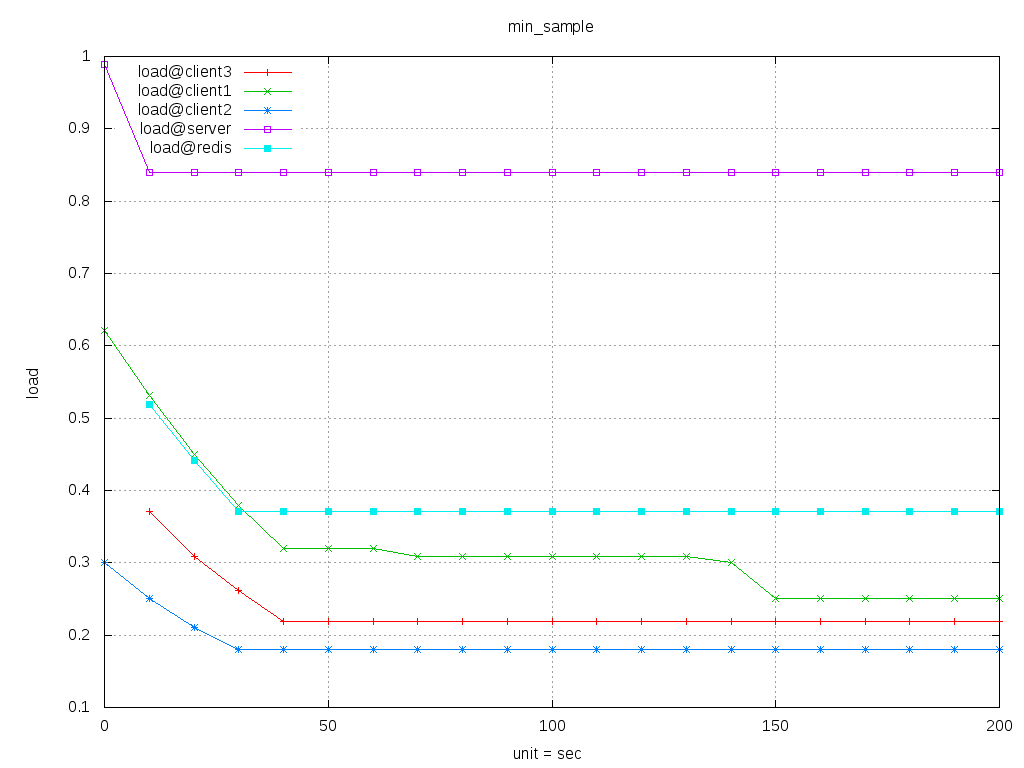 min_sample
load@client3
load@client1
load@client2
load@server
load@redis
1
0.9
0.8
0.7
0.6
0.5
0.4
0.3
0.2
0.1
load
0 50 100 150 200
unit = sec